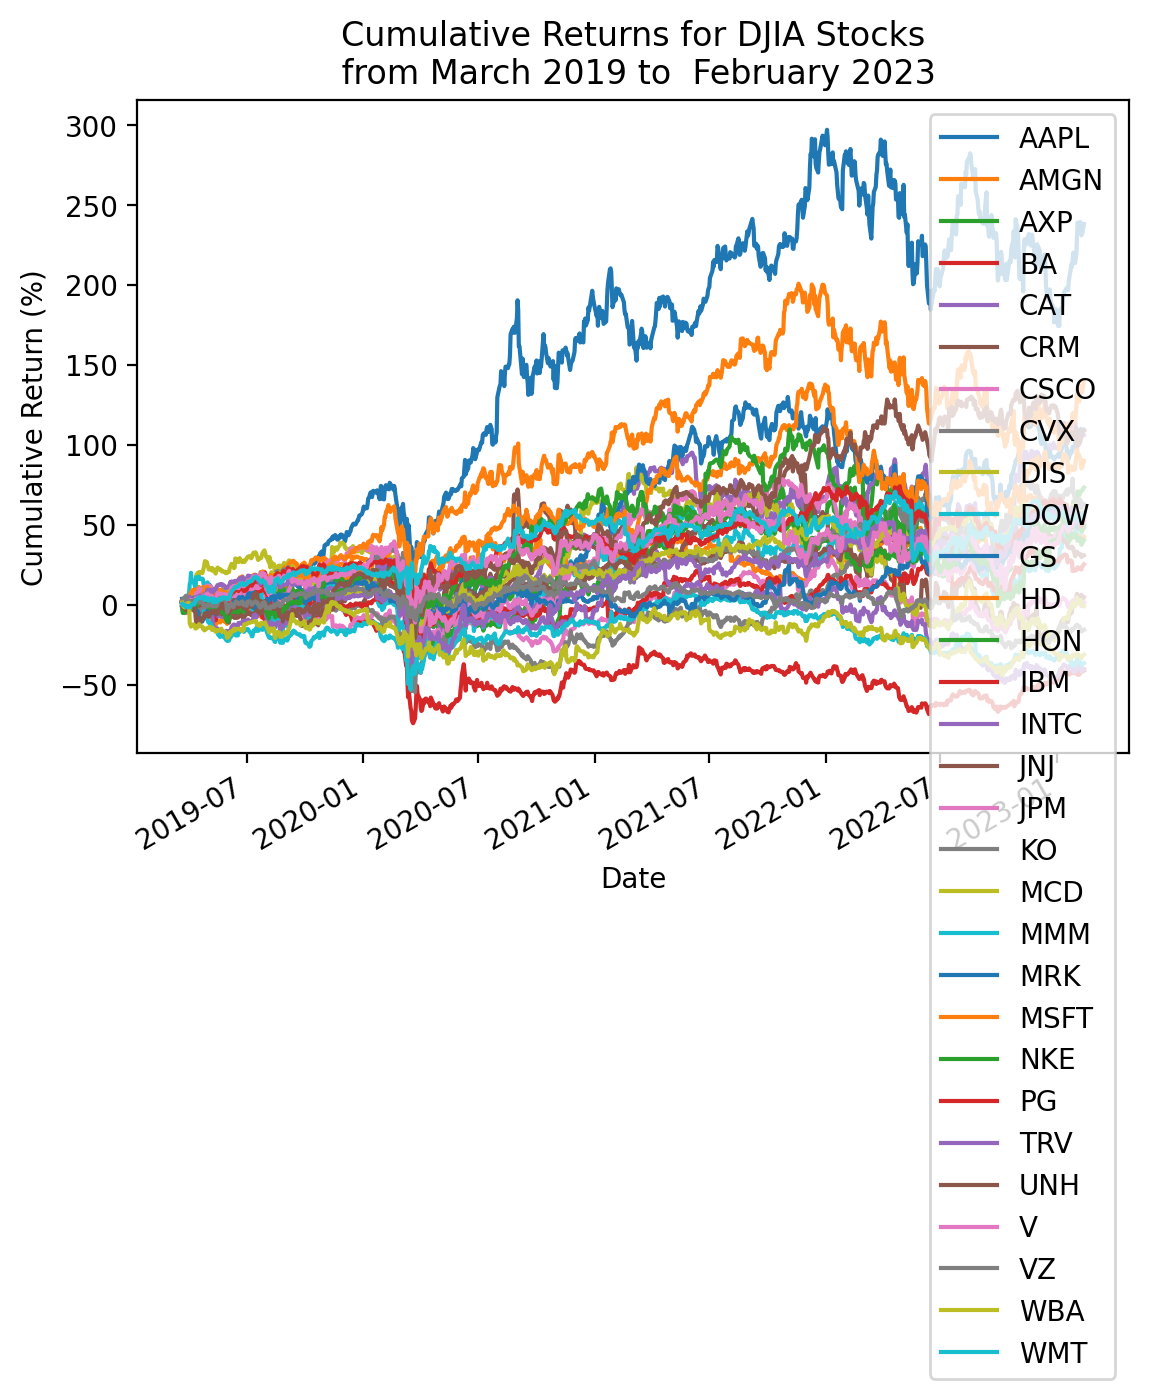 Cumulative Returns for DJIA Stocks
from March 2019 to  February 2023
300
250
200
150
100
50
0
−50
Cumulative Return (%)
2019-07
2020-01
2020-07
2021-01
2021-07
2022-01
2022-07
2023-01
Date
AAPL
AMGN
AXP
BA
CAT
CRM
CSCO
CVX
DIS
DOW
GS
HD
HON
IBM
INTC
JNJ
JPM
KO
MCD
MMM
MRK
MSFT
NKE
PG
TRV
UNH
V
VZ
WBA
WMT